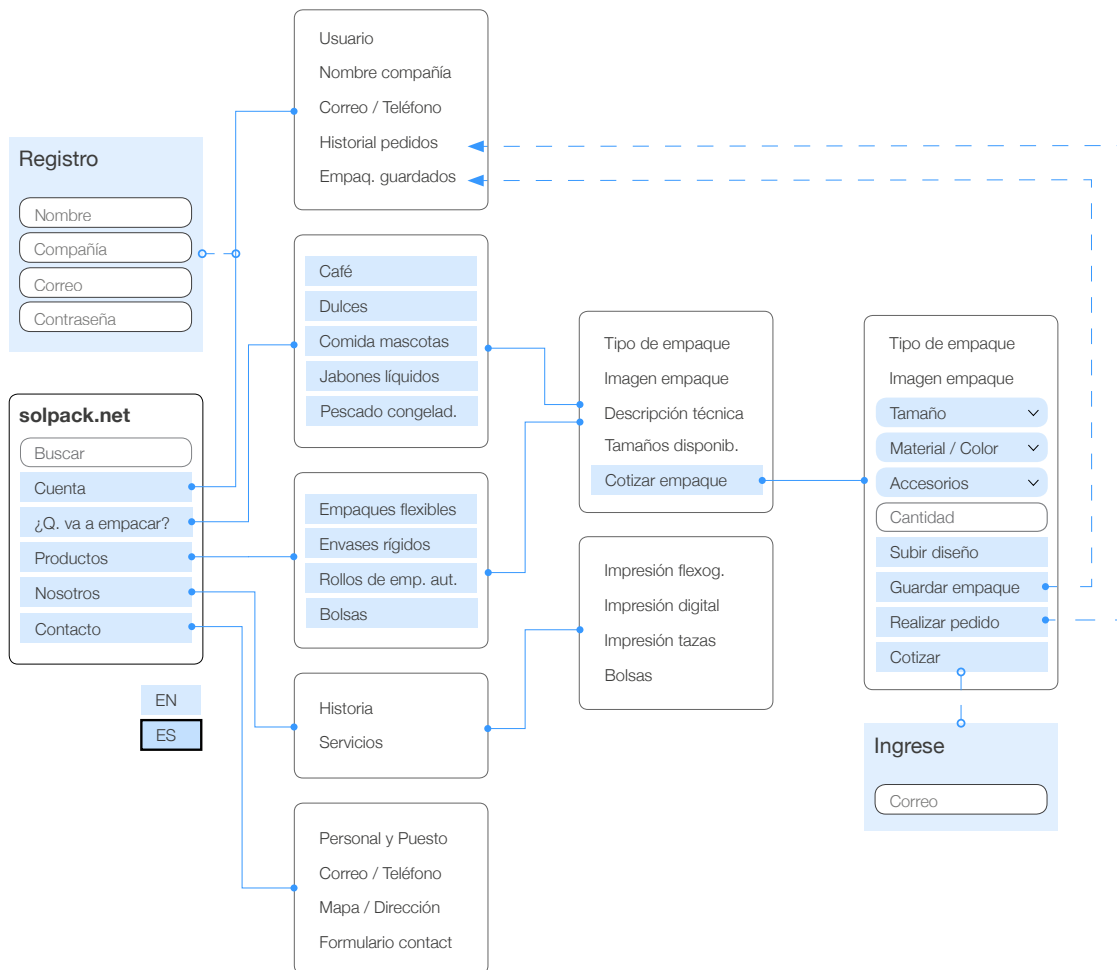 Registro
Nombre
Compañía
Correo
Contraseña
solpack.net
Buscar
Cuenta
¿Q. va a empacar?
Productos
Nosotros
Contacto
EN
ES
Usuario
Nombre compañía
Correo / Teléfono
Historial pedidos
Empaq. guardados
Café
Dulces
Comida mascotas
Jabones líquidos
Pescado congelad.
Empaques flexibles
Envases rígidos
Rollos de emp. aut.
Bolsas
Historia
Servicios
Personal y Puesto
Correo / Teléfono
Mapa / Dirección
Formulario contact
Tipo de empaque
Imagen empaque
Descripción técnica
Tamaños disponib.
Cotizar empaque
Impresión flexog.
Impresión digital
Impresión tazas
Bolsas
Tipo de empaque
Imagen empaque
Tamaño
Material / Color
Accesorios
Cantidad
Subir diseño
Guardar empaque
Realizar pedido
Cotizar
Ingrese
Correo